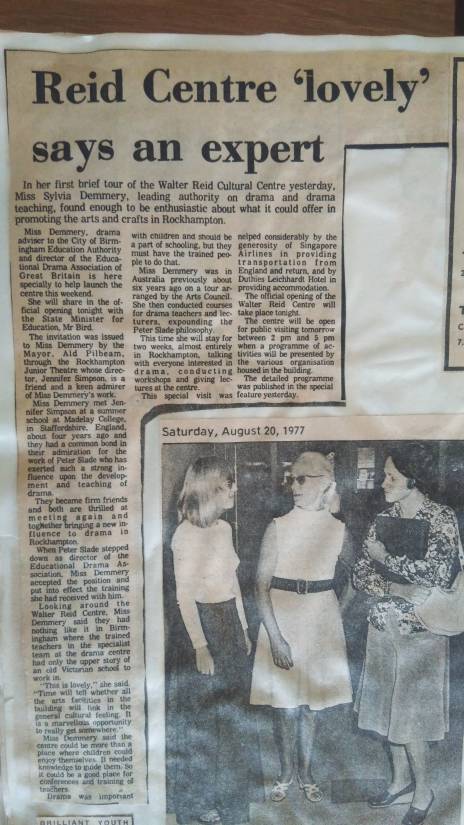 Reid Centre 'lovely'
says an expert
In her first brief tour of the Walter Reid Cultural Centre yesterday,
Miss Sylvia Demmery, leading authority on drama and drama
teaching, found enough to be enthusiastic about what it could offer in
promoting the arts and crafts in Rockhampton.
Miss Demmery, drama
adviser to the City of Birm-
ingham Education Authority
and director of the Educa-
tional Drama Association of
Great Britain is here
specially to help launch the
centre this weekend.
She will share in the of-
ficial opening tonight with
the State Minister for
Education, Mr Bird.
The invitation was issued
to Miss Demmery by the
Mayor, Ald Pilbeam,
through the Rockhampton
Junior Theatre whose direc-
tor, Jennifer Simpson, is a
friend and a keen admirer
of Miss Demmery's work.
Miss Demmery met Jen-
nifer Simpson at a summer
school at Madelay College,
in Staffordshire, England,
about four years ago and
they had a common bond in
their admiration for the
work of Peter Slade who has
exerted such a strong in-
fluence upon the develop-
ment and teaching of
drama.
They became firm friends
and both are thrilled at
meeting again and
together bringing a new in-
fluence to drama in
Rockhampton.
When Peter Slade stepped
down as director of the
Educational Drama As-
sociation, Miss Demmery
accepted the position and
put into effect the training
she had received with him.
Looking around the
Walter Reid Centre, Miss
Demmery said they had
nothing like it in Birm-
ingham where the trained
teachers in the specialist
team at the drama centre
had only the upper story of
an old Victorian school to
work in.
"This is lovely," she said.
"Time will tell whether all
the arts facilities in the
building will link in the
general cultural feeling. It
is a marvellous opportunity
to really get somewhere."
Miss Demmery said the
centre could be more than a
place where children could
enjoy themselves. It needed
knowledge to guide them. So
it could be a good place for
conferences and training of
teachers.
Drama was important
with children and should be
a part of schooling, but they
must have the trained peo-
ple to do that.
Miss Demmery was in
Australia previously about
six years ago on a tour ar-
ranged by the Arts Council.
She then conducted courses
for drama teachers and lec-
turers, expounding the
Peter Slade philosophy.
This time she will stay for
two weeks, almost entirely
in Rockhampton, talking
with everyone interested in
drama, conducting
workshops and giving lec-
tures at the centre.
This special visit was
helped considerably by the
generosity of Singapore
Airlines in providing
transportation from
England and return, and by
Duthies Leichhardt Hotel in
providing accommodation.
The official opening of the
Walter Reid Centre will
take place tonight.
The centre will be open
for public visiting tomorrow
between 2 pm and 5 pm
when a programme of ac-
tivities will be presented by
the various organisation
housed in the building.
The detailed programme
was published in the special
feature yesterday.
Saturday, August 20, 1977
BRILLIANT YOUTH